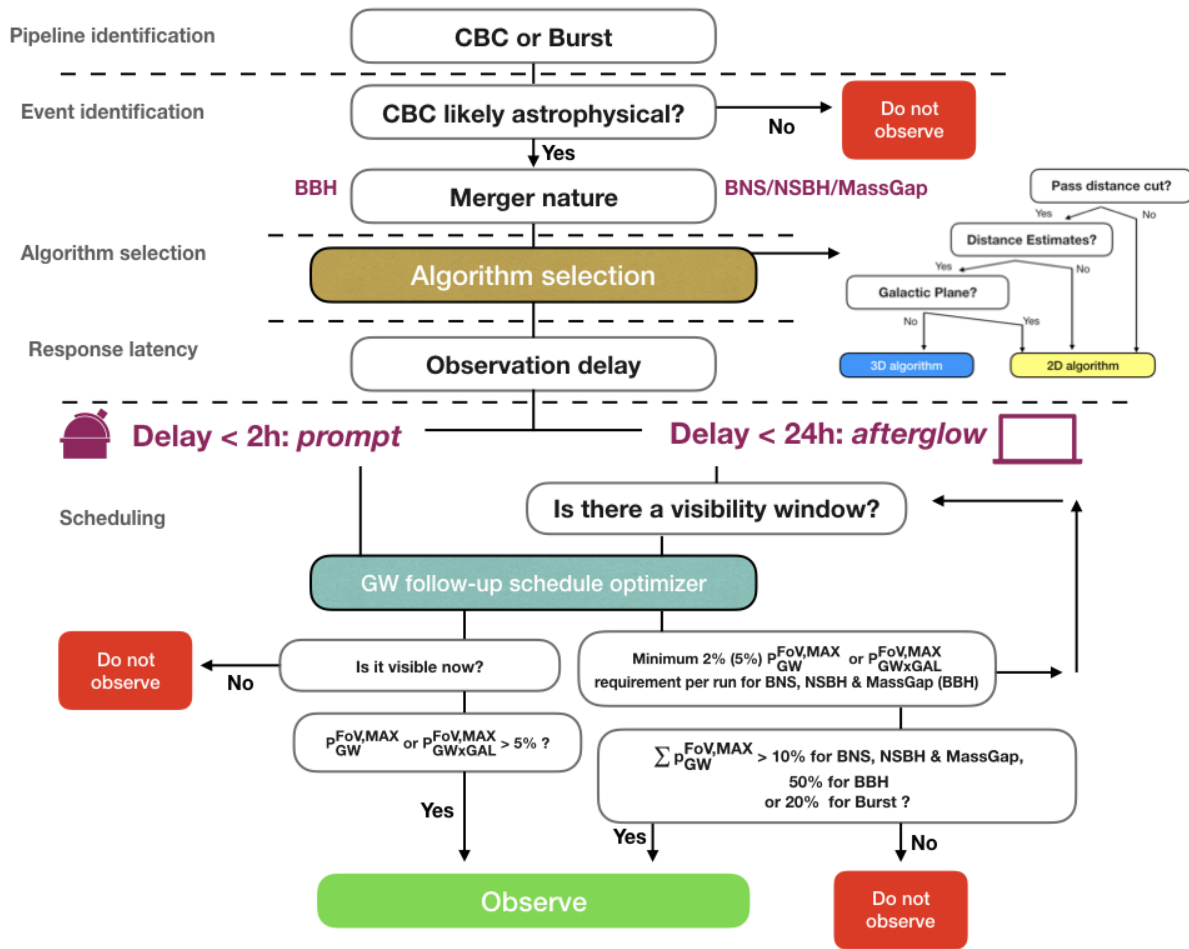 Pipeline identification
CBC or Burst
Event identification
CBC likely astrophysical?
No
Do not
observe
Yes
BBH
Merger nature
BNS/NSBH/MassGap
Pass distance cut?
Yes
No
Distance Estimates?
Yes
No
Galactic Plane?
No
Yes
3D algorithm
2D algorithm
Algorithm selection
Algorithm selection
Response latency
Observation delay
Delay < 2h: prompt
Delay < 24h: afterglow
Scheduling
Is there a visibility window?
GW follow-up schedule optimizer
Do not
observe
No
Is it visible now?
Minimum 2% (5%) P_GW^FoV,MAX or P_GWxGAL^FoV,MAX
requirement per run for BNS, NSBH & MassGap (BBH)
P_GW^FoV,MAX or P_GWxGAL^FoV,MAX > 5% ?
∑ p_GW^FoV,MAX > 10% for BNS, NSBH & MassGap,
50% for BBH
or 20% for Burst ?
Yes
Yes
No
Observe
Do not
observe